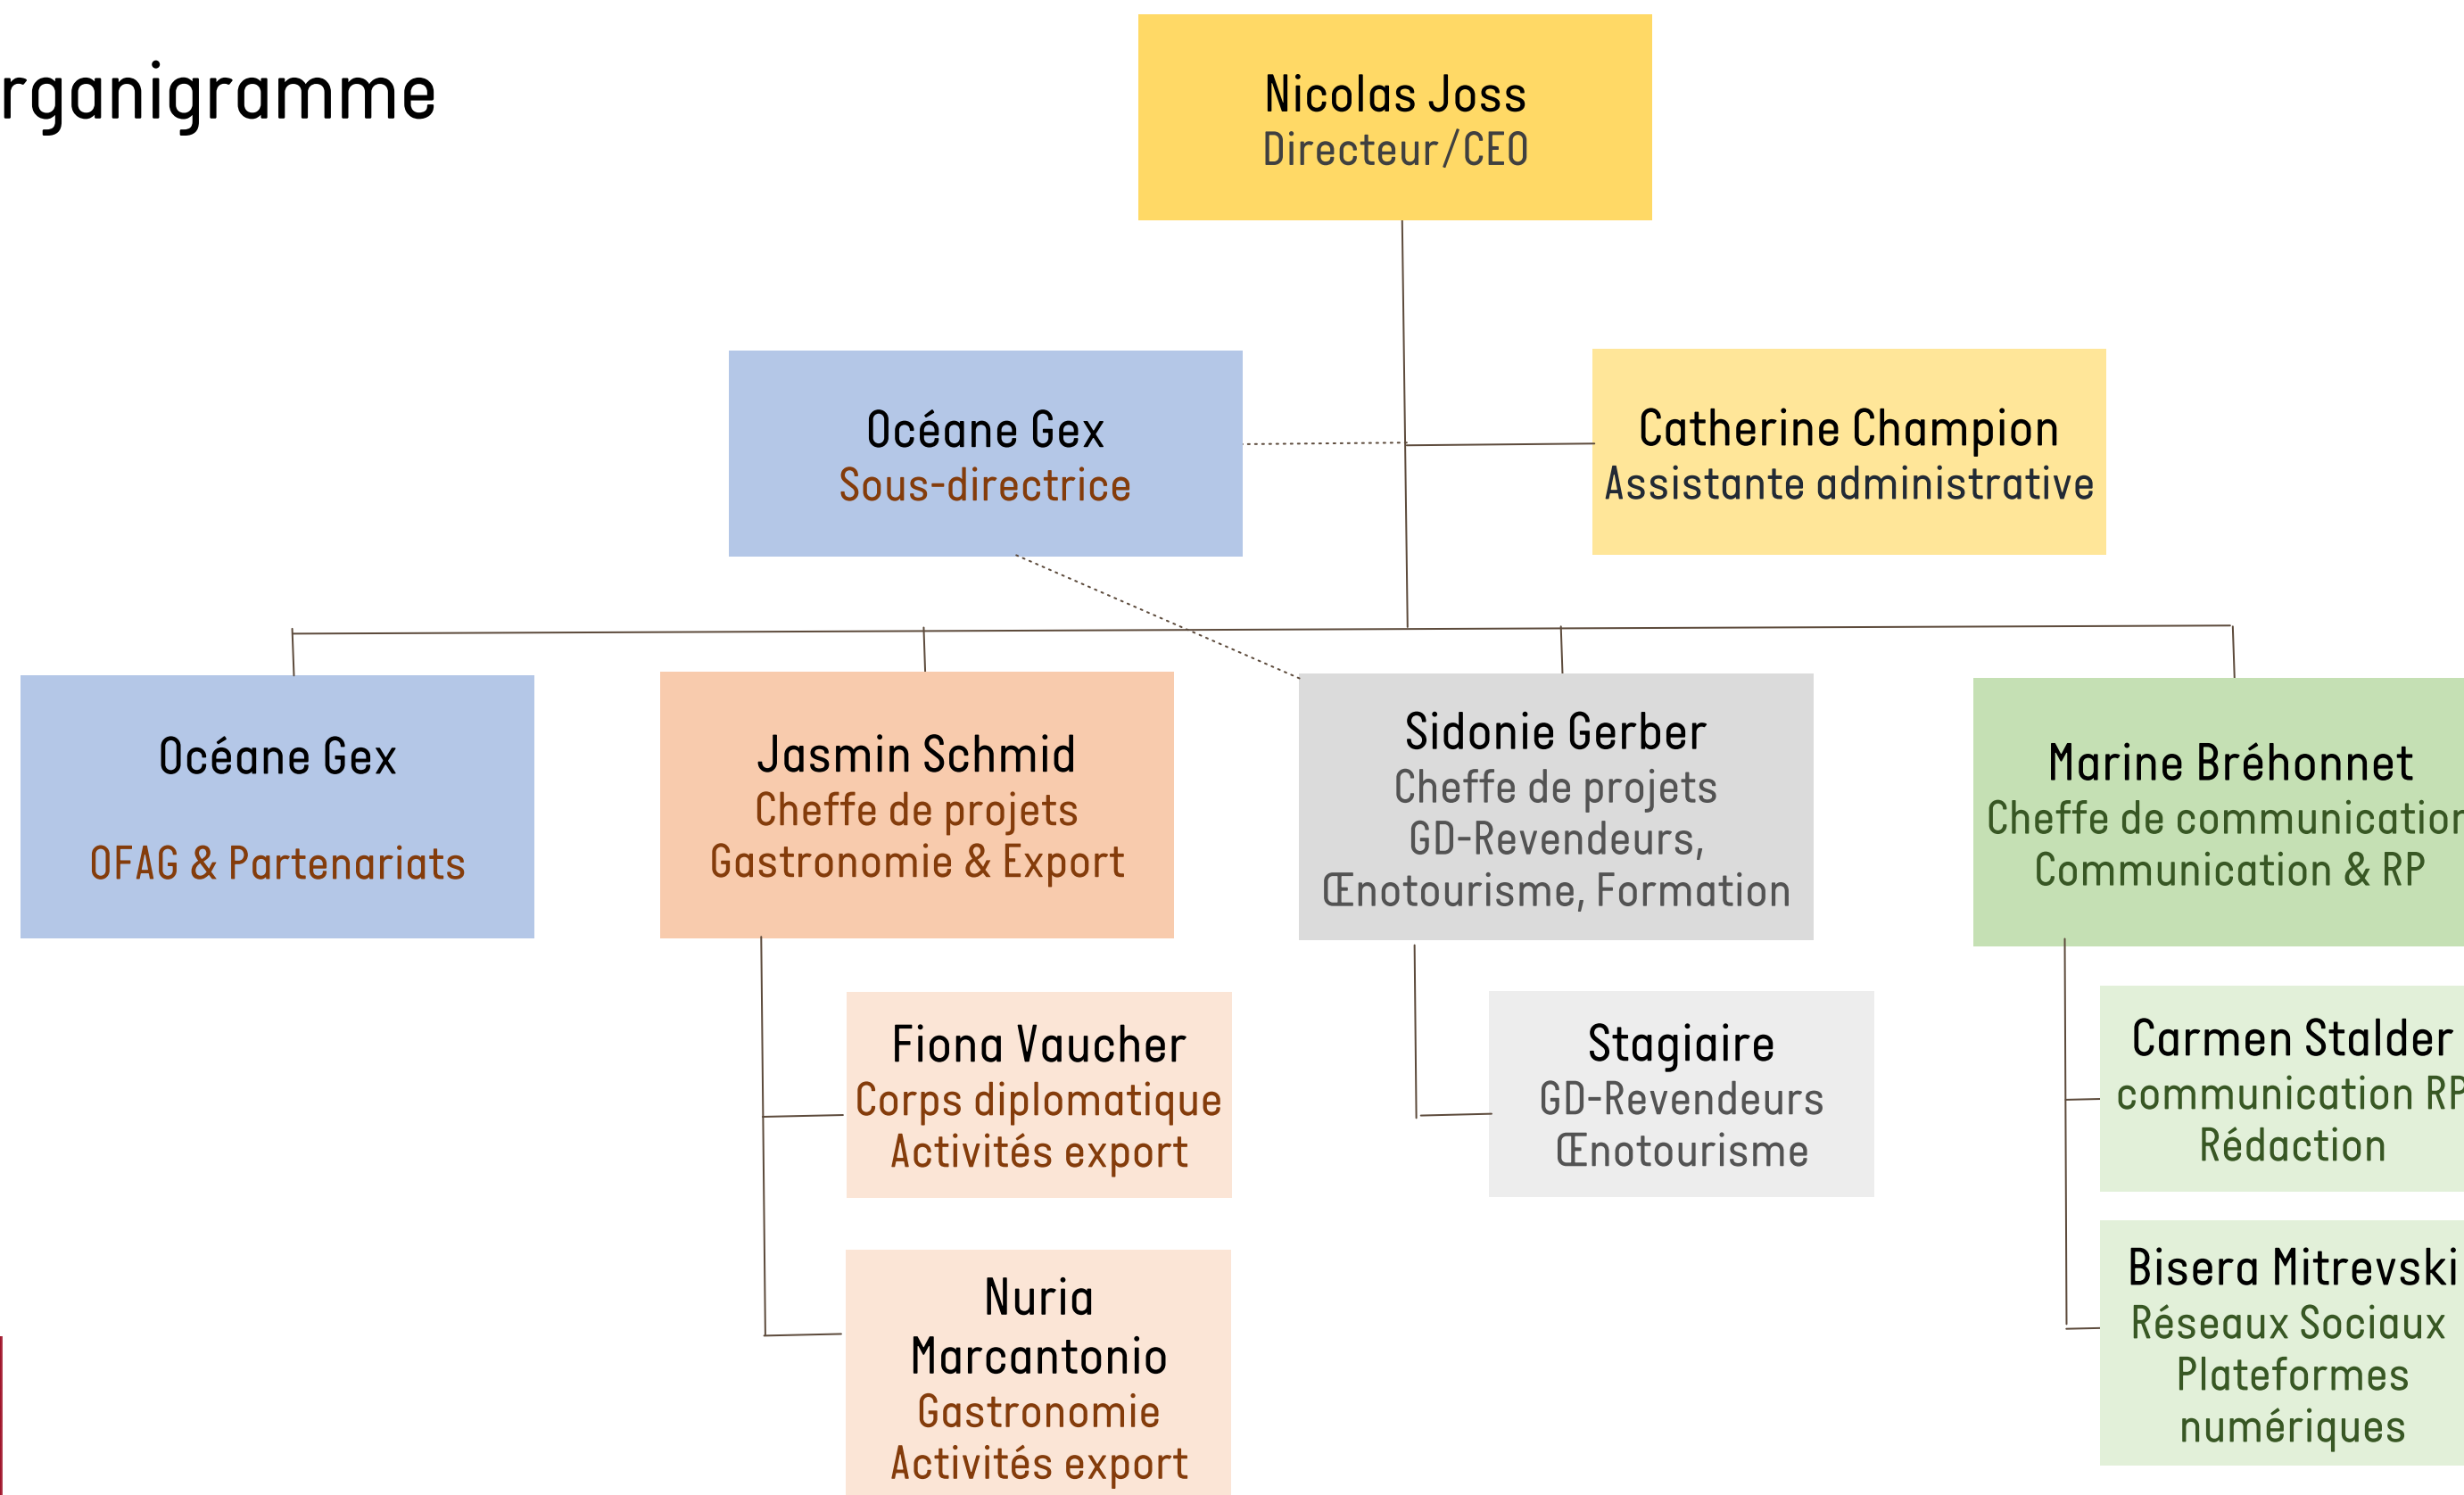 rganigramme
Nicolas Joss
Directeur/CEO
Océane Gex
Sous-directrice
Catherine Champion
Assistante administrative
Océane Gex
OFAG & Partenariats
Jasmin Schmid
Cheffe de projets
Gastronomie & Export
Sidonie Gerber
Cheffe de projets
GD-Revendeurs,
Œnotourisme, Formation
Marine Bréhonnet
Cheffe de communication
Communication & RP
Fiona Vaucher
Corps diplomatique
Activités export
Nuria
Marcantonio
Gastronomie
Activités export
Stagiaire
GD-Revendeurs
Œnotourisme
Carmen Stalder
communication RP
Rédaction
Bisera Mitrevski
Réseaux Sociaux
Plateformes
numériques